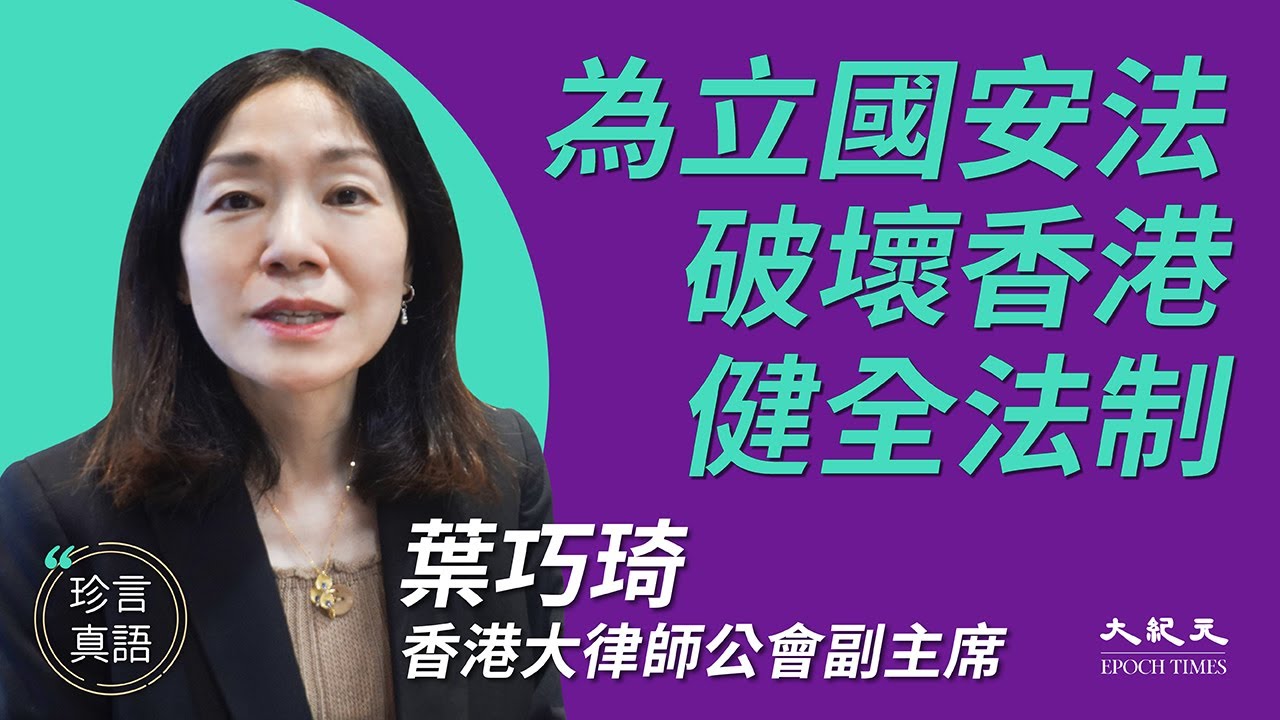 為立國安法
破壞香港
健全法制
葉巧琦
香港大律師公會副主席
“
珍言
真語
大紀元
EPOCH TIMES